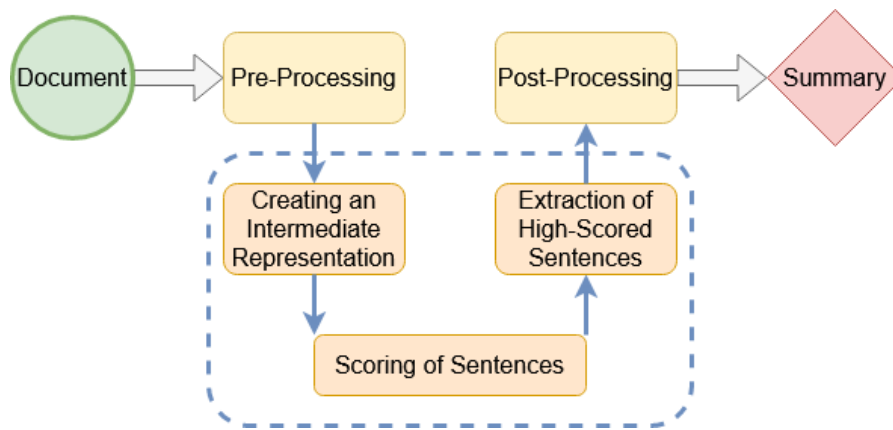 Document
Pre-Processing
Post-Processing
Summary
Creating an
Intermediate
Representation
Extraction of
High-Scored
Sentences
Scoring of Sentences